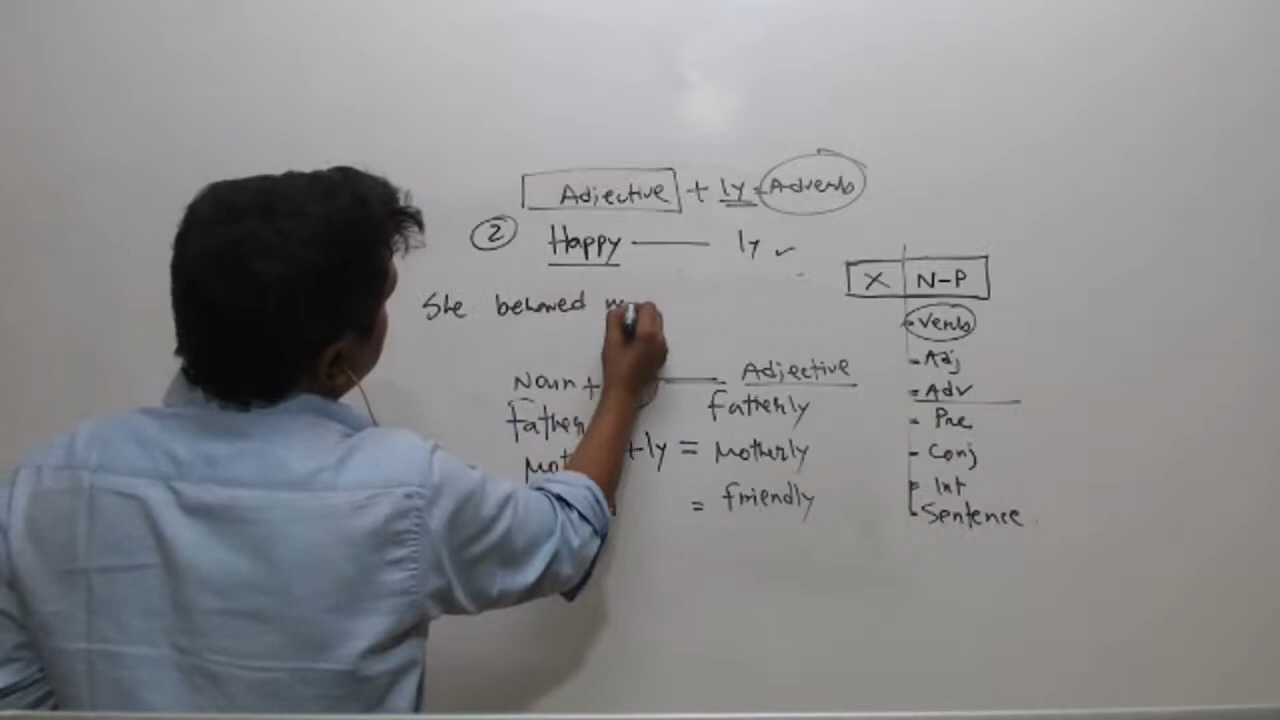 Adjective + ly = Adverb
2 Happy —— ly ✓
She behaved
Noun + —— Adjective
Father Fatherly
+ ly = Motherly
= friendly
X N-P
- Verb
- Adj
- Adv
- Pre
- Conj
- Int
- Sentence.